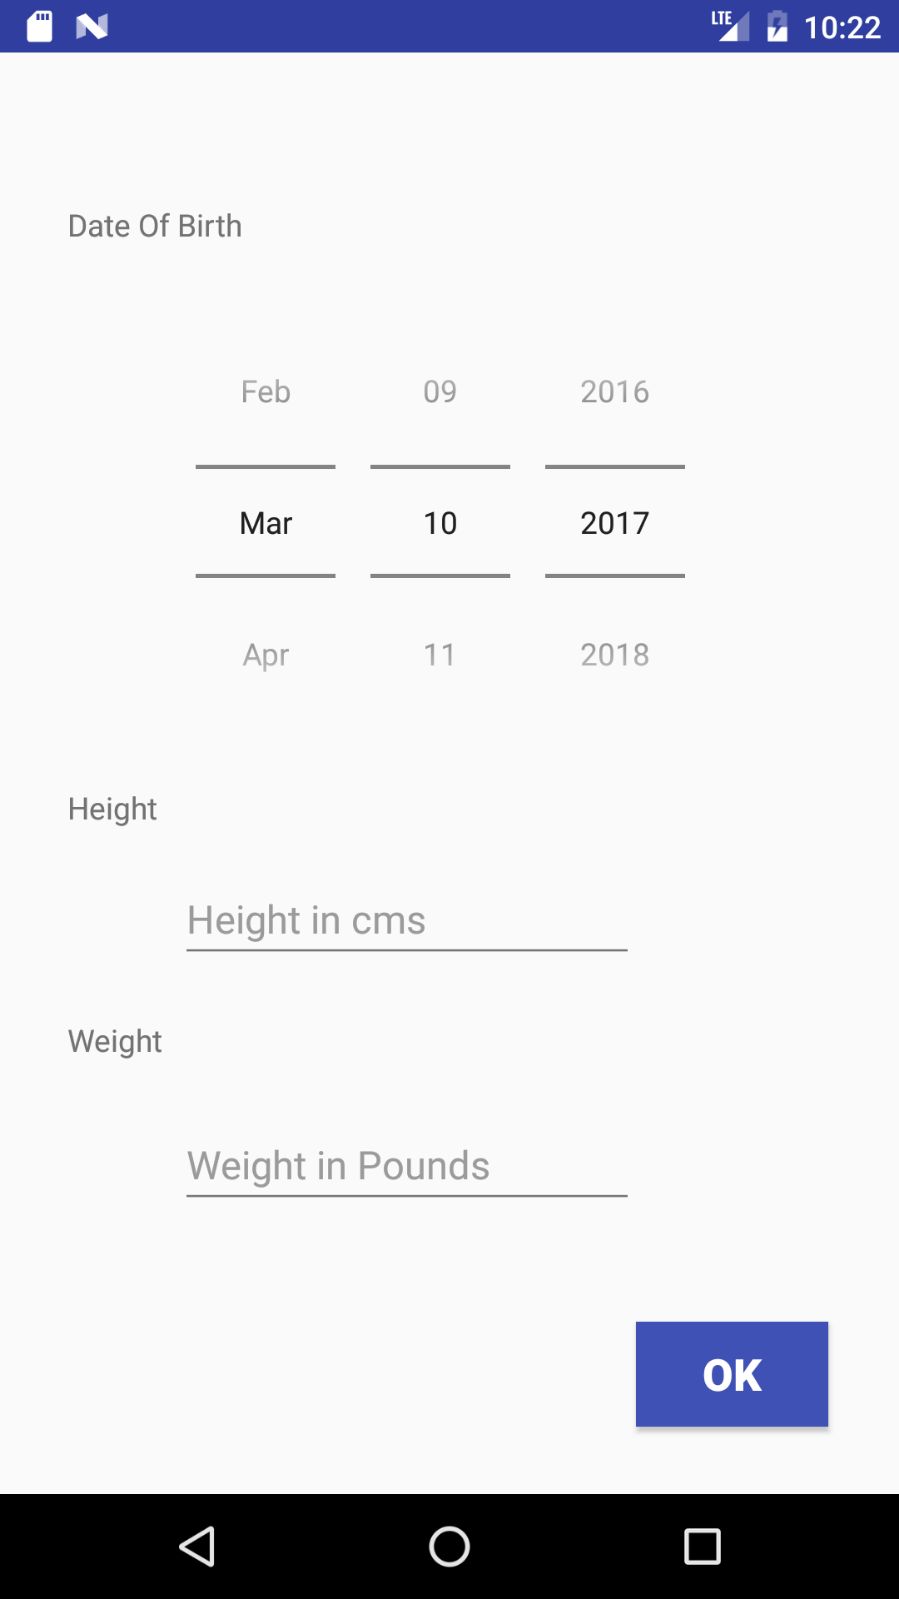 LTE 10:22
Date Of Birth
Feb 09 2016
Mar 10 2017
Apr 11 2018
Height
Height in cms
Weight
Weight in Pounds
OK